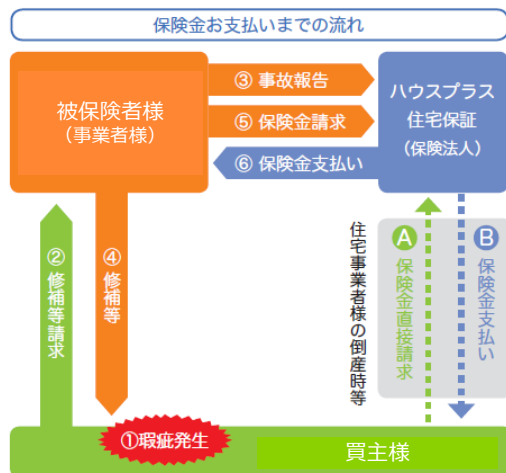 保険金お支払いまでの流れ
被保険者様
（事業者様）
③ 事故報告
⑤ 保険金請求
⑥ 保険金支払い
ハウスプラス
住宅保証
（保険法人）
② 修補等請求
④ 修補等
住宅事業者様の倒産時等
A 保険金直接請求
B 保険金支払い
①瑕疵発生
買主様